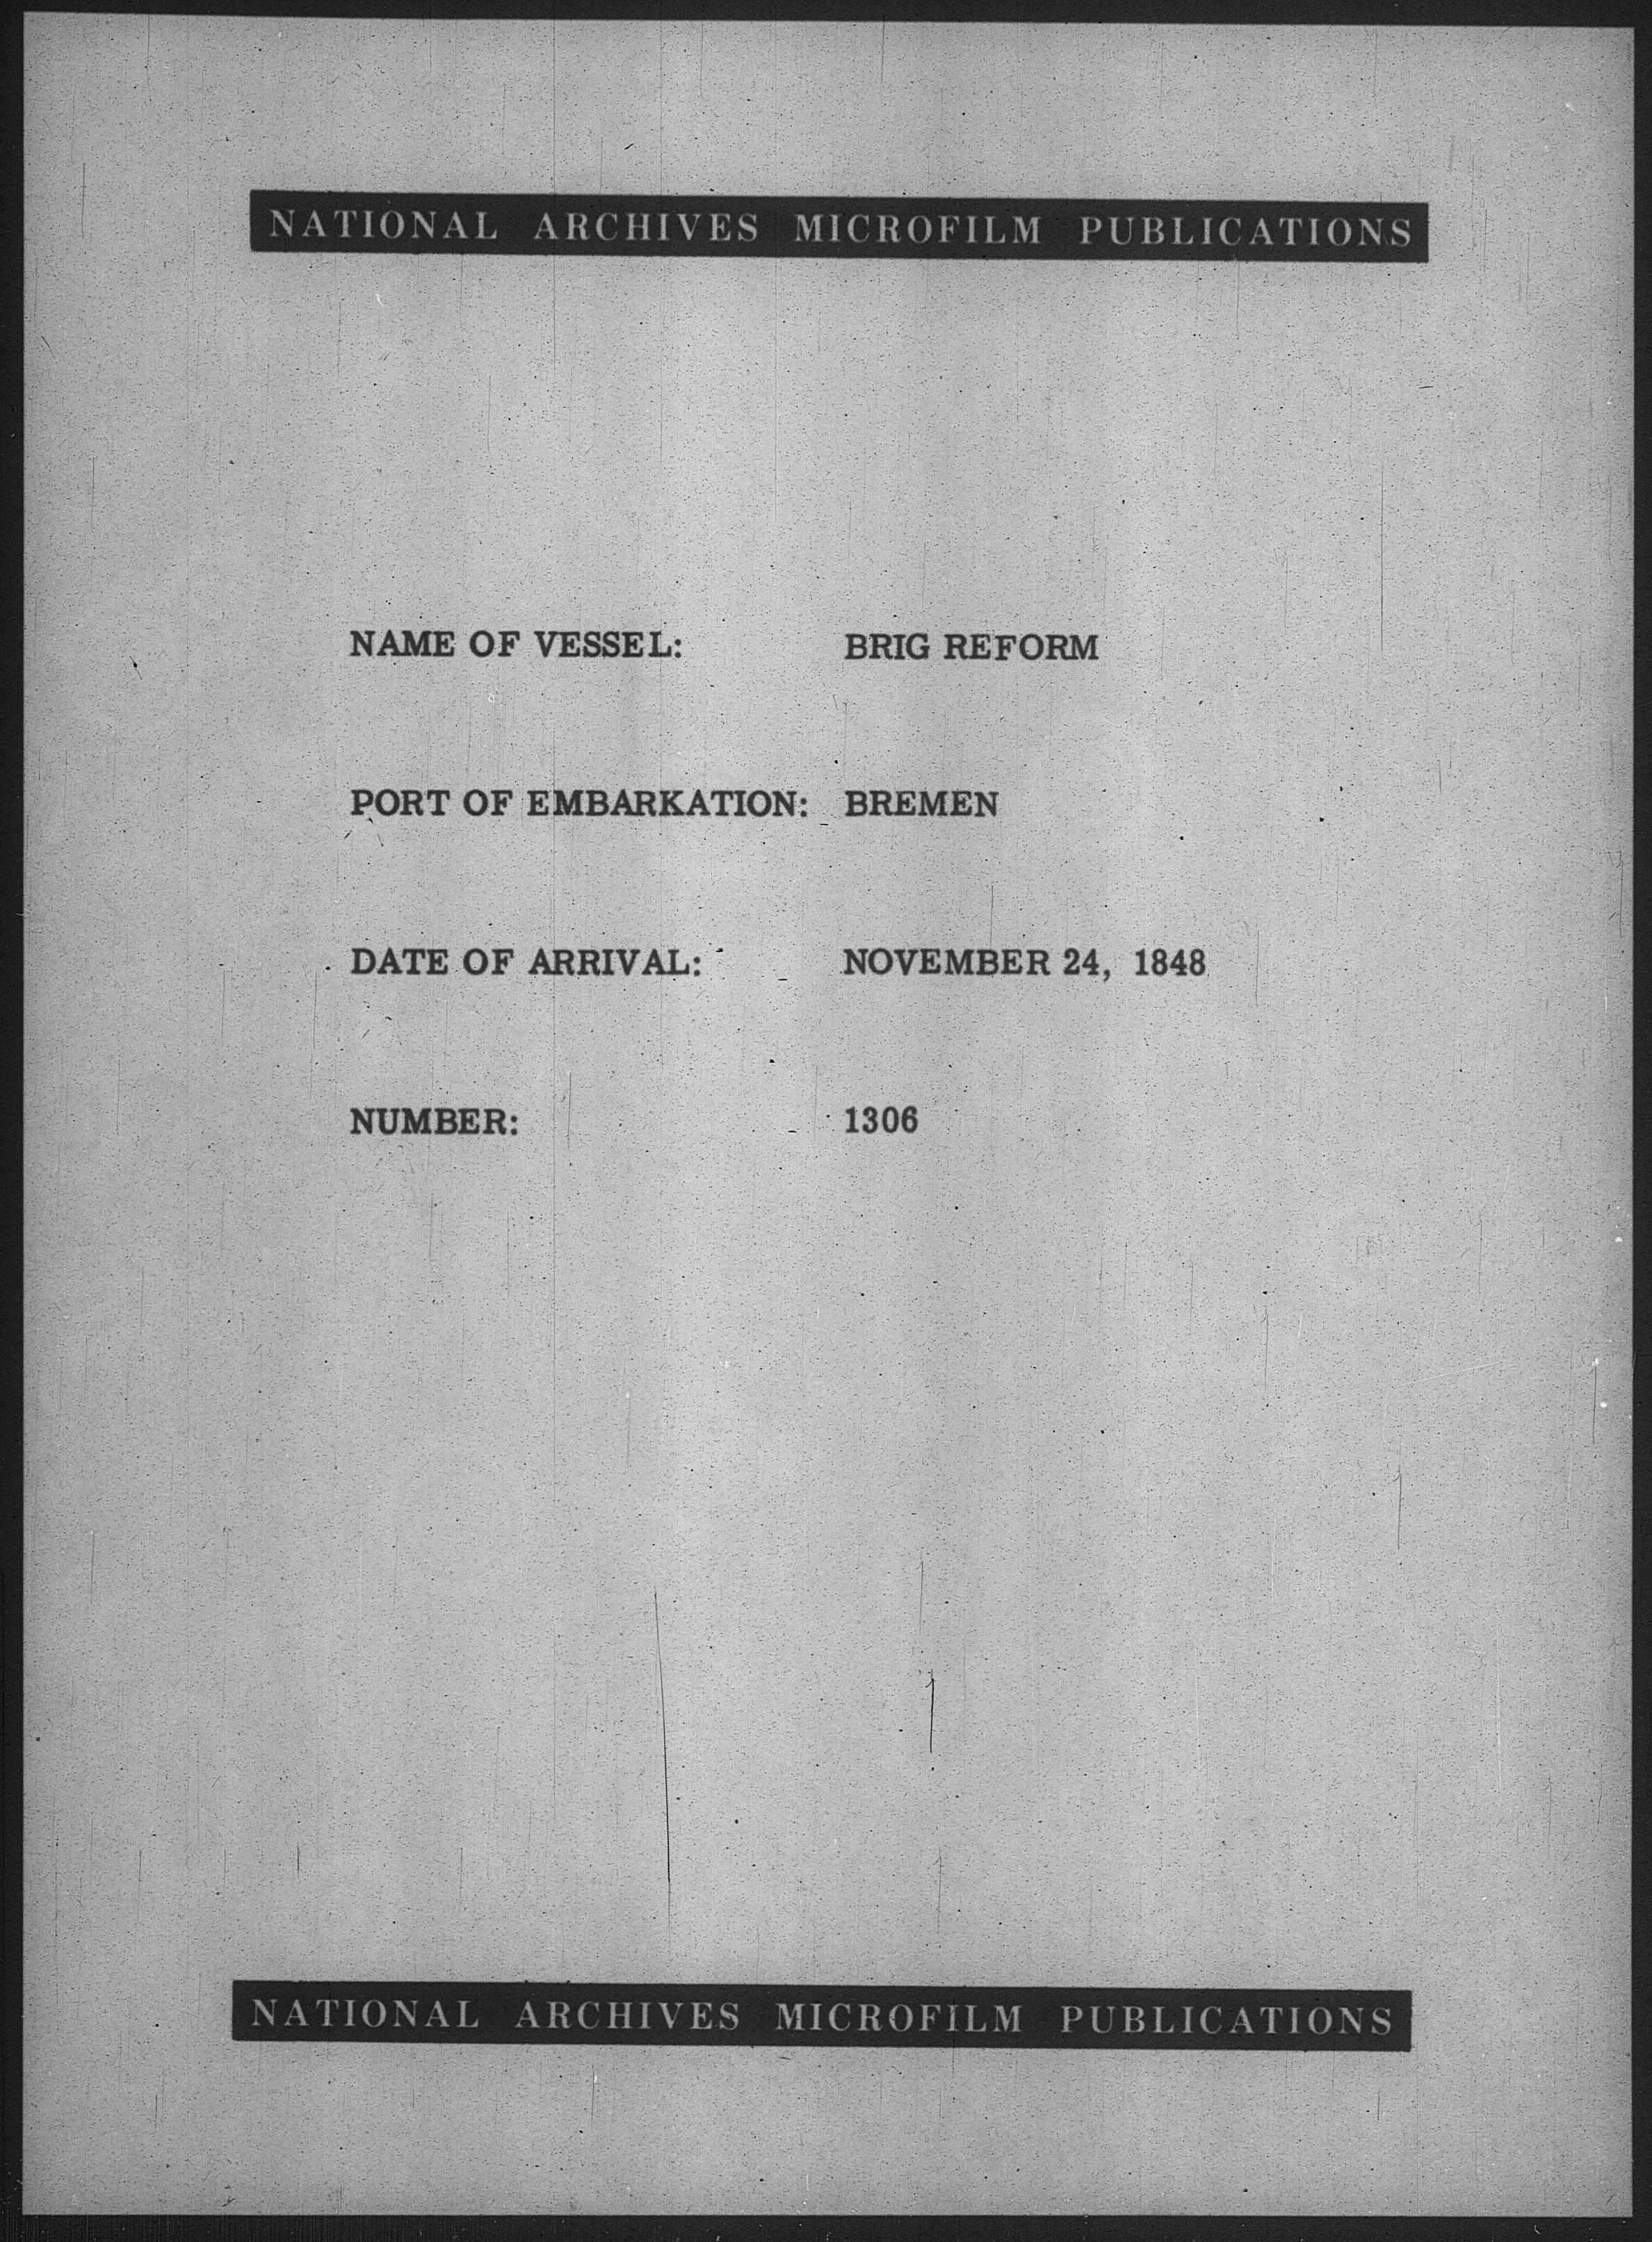 NATIONAL ARCHIVES MICROFILM PUBLICATIONS
NAME OF VESSEL: BRIG REFORM
PORT OF EMBARKATION: BREMEN
DATE OF ARRIVAL: NOVEMBER 24, 1848
NUMBER: 1306
NATIONAL ARCHIVES MICROFILM PUBLICATIONS